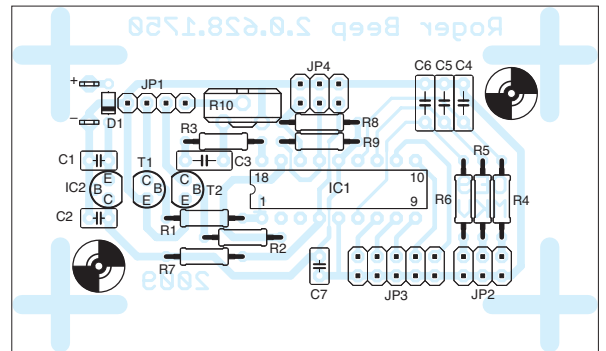 Roger Beep 2.0.628.1750
C6 C5 C4
JP4
+
JP1
R10
−
D1
R8
R3
R9
C1
T1
C3
R5
E
C
C
18
10
IC2
B
B
B
T2
IC1
R6
R4
C
E
E
1
9
C2
R1
R2
R7
2009
C7
JP3
JP2